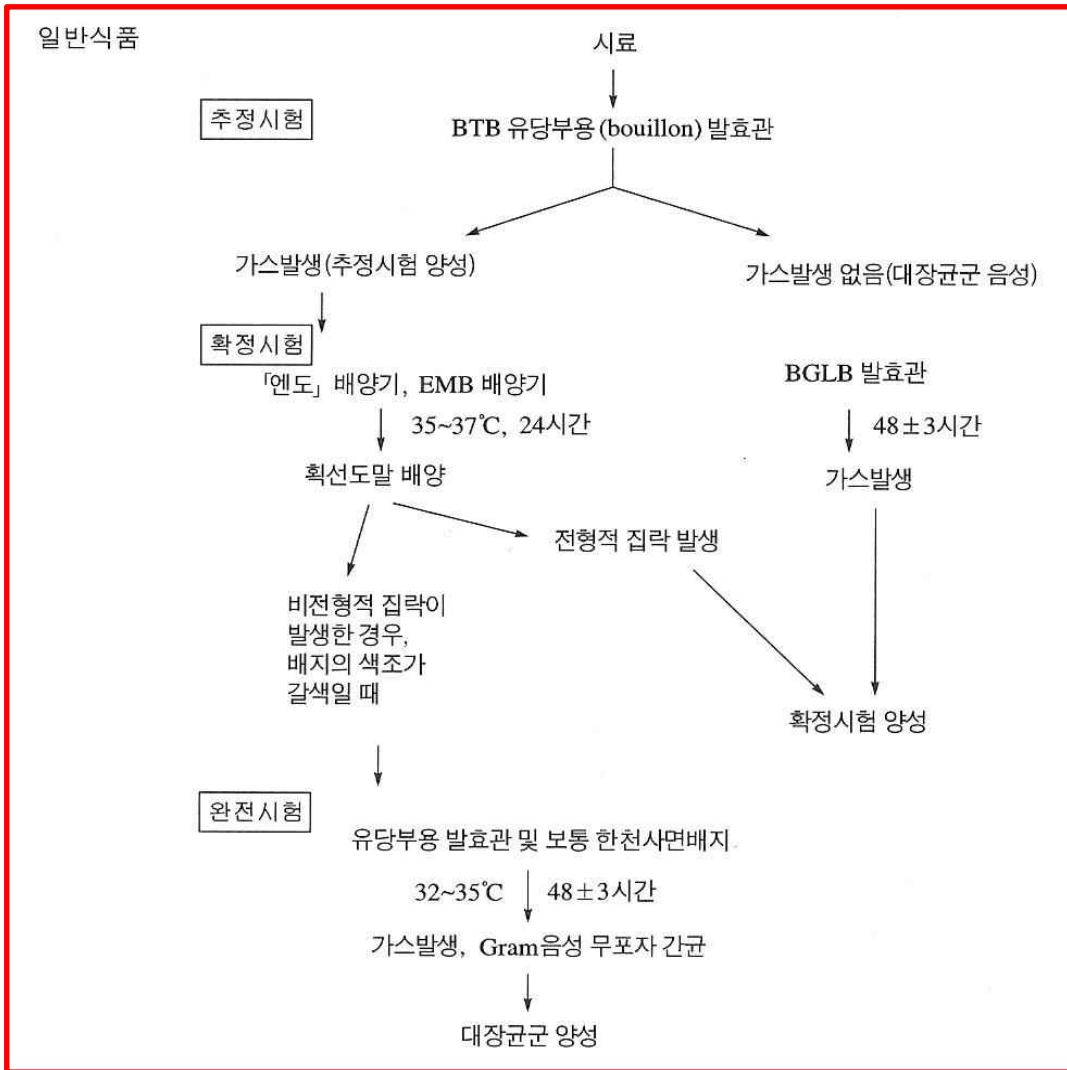 일반식품
시료
추정시험
BTB 유당부용(bouillon) 발효관
가스발생(추정시험 양성)
가스발생 없음(대장균군 음성)
확정시험
「엔도」 배양기, EMB 배양기
BGLB 발효관
35~37℃, 24시간
48±3시간
획선도말 배양
가스발생
전형적 집락 발생
비전형적 집락이
발생한 경우,
배지의 색조가
갈색일 때
확정시험 양성
완전시험
유당부용 발효관 및 보통 한천사면배지
32~35℃ 48±3시간
가스발생, Gram음성 무포자 간균
대장균군 양성